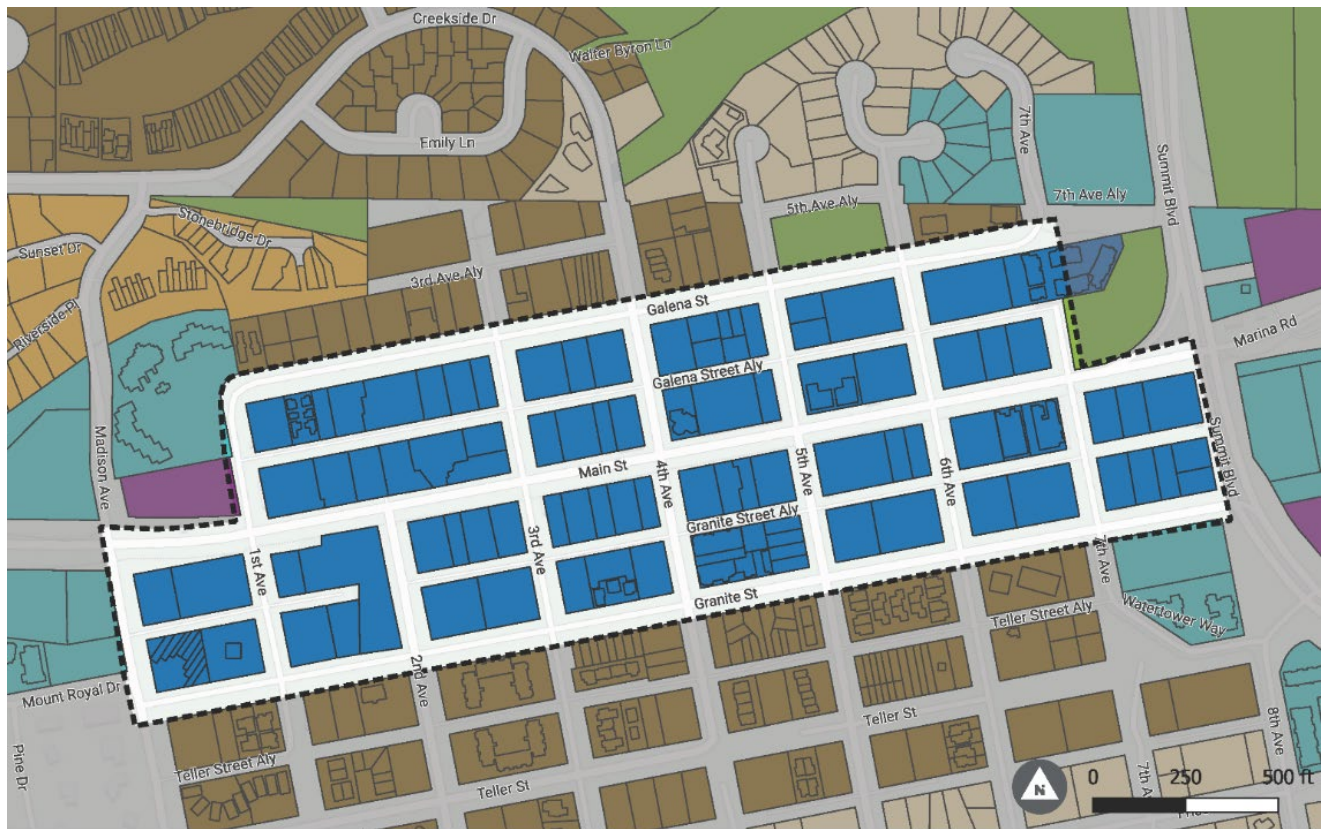 Creekside Dr
Walter Byron Ln
7th Ave
Emily Ln
Summit Blvd
7th Ave Aly
5th Ave Aly
Stonebridge Dr
Sunset Dr
3rd Ave Aly
Galena St
Riverside Pl
Marina Rd
Galena Street Aly
Madison Ave
Main St
4th Ave
5th Ave
6th Ave
Summit Blvd
Granite Street Aly
1st Ave
3rd Ave
7th Ave
Granite St
Teller Street Aly
Watertower Way
2nd Ave
Mount Royal Dr
Teller St
8th Ave
Pine Dr
Teller Street Aly
Teller St
7th A
N
0 250 500 ft